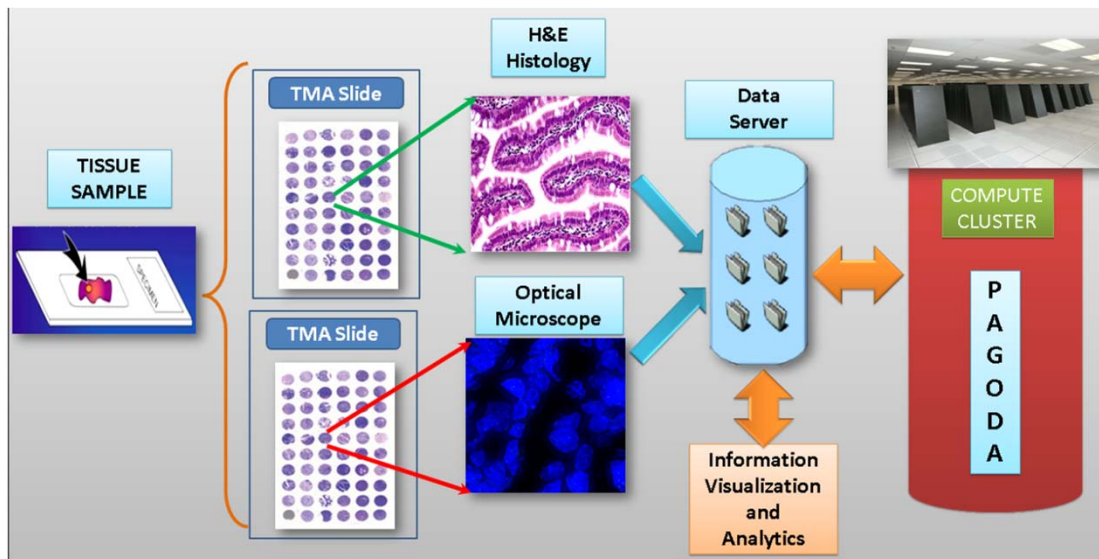 TISSUE
SAMPLE
SPECIMEN
TMA Slide
TMA Slide
H&E
Histology
Optical
Microscope
Data
Server
Information
Visualization
and
Analytics
COMPUTE
CLUSTER
P
A
G
O
D
A